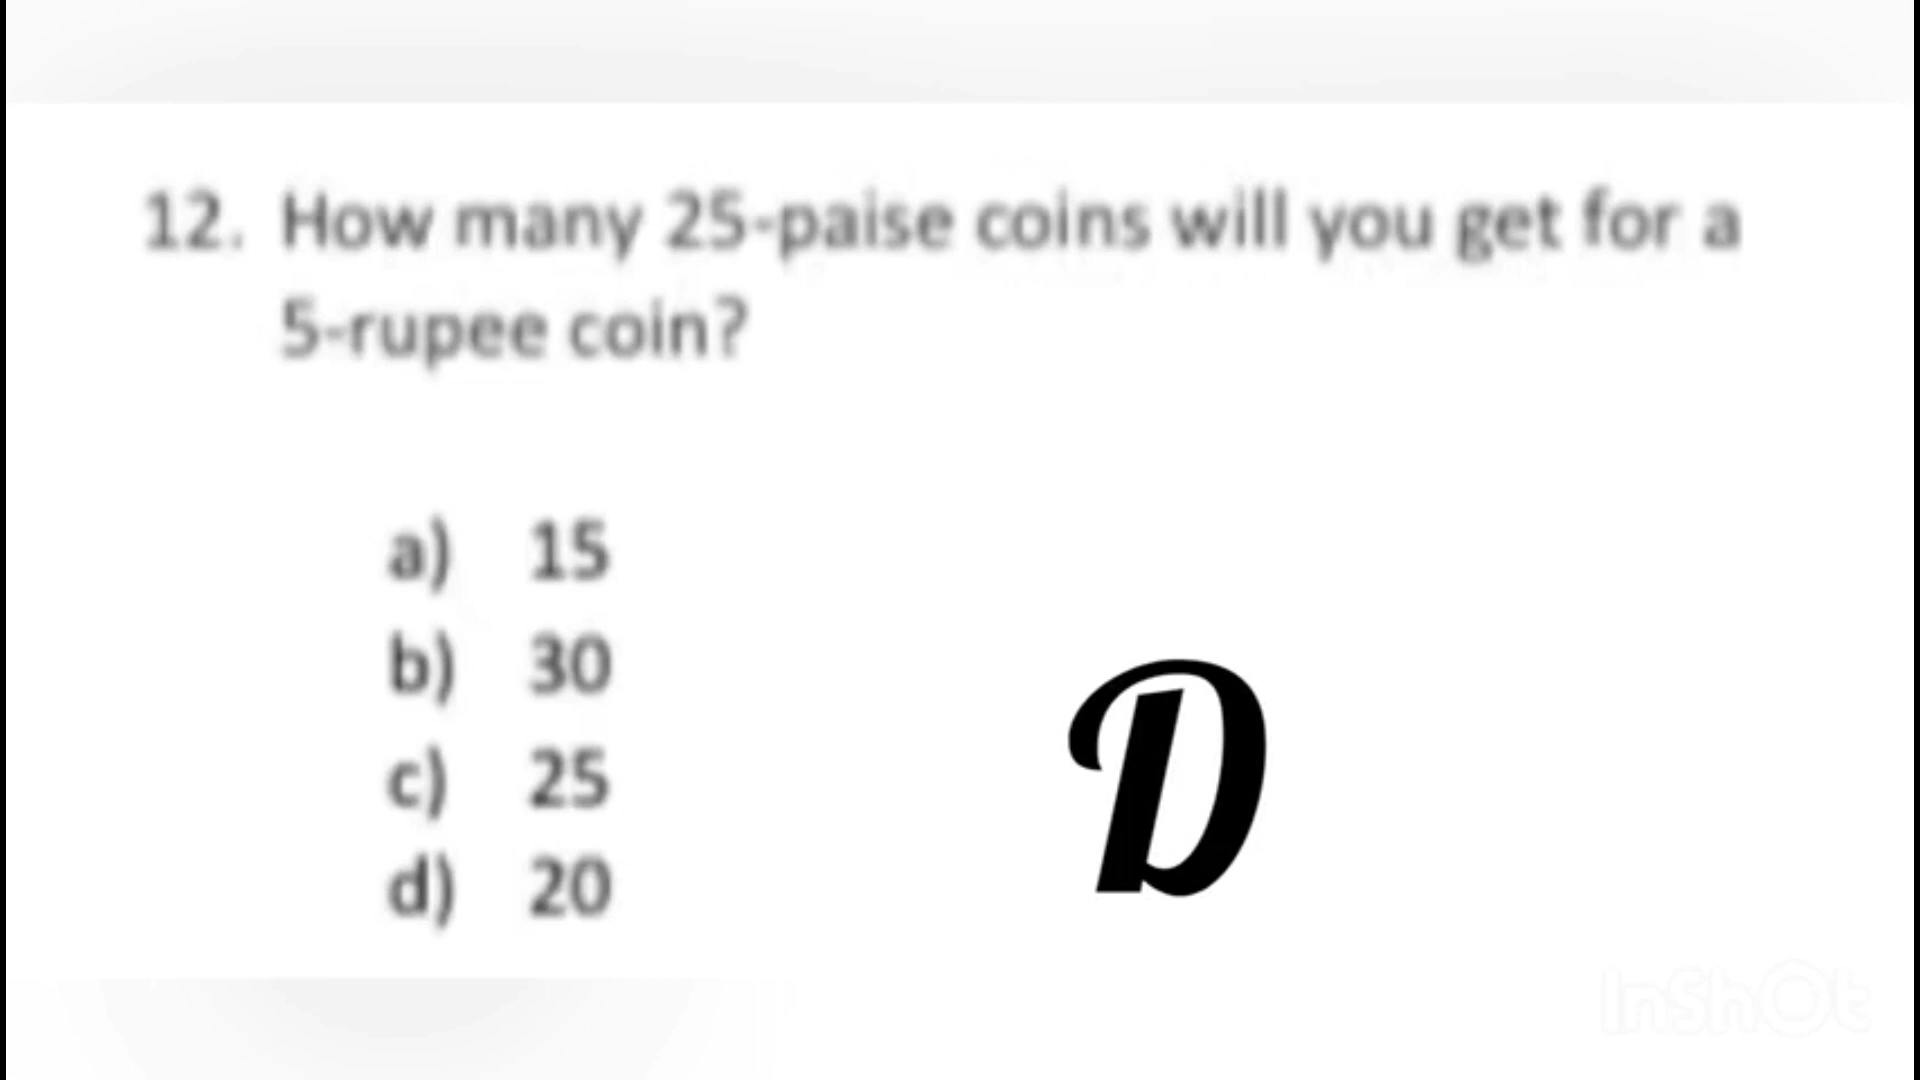 12. How many 25-paise coins will you get for a
5-rupee coin?
a) 15
b) 30
c) 25
d) 20
D
InShOt